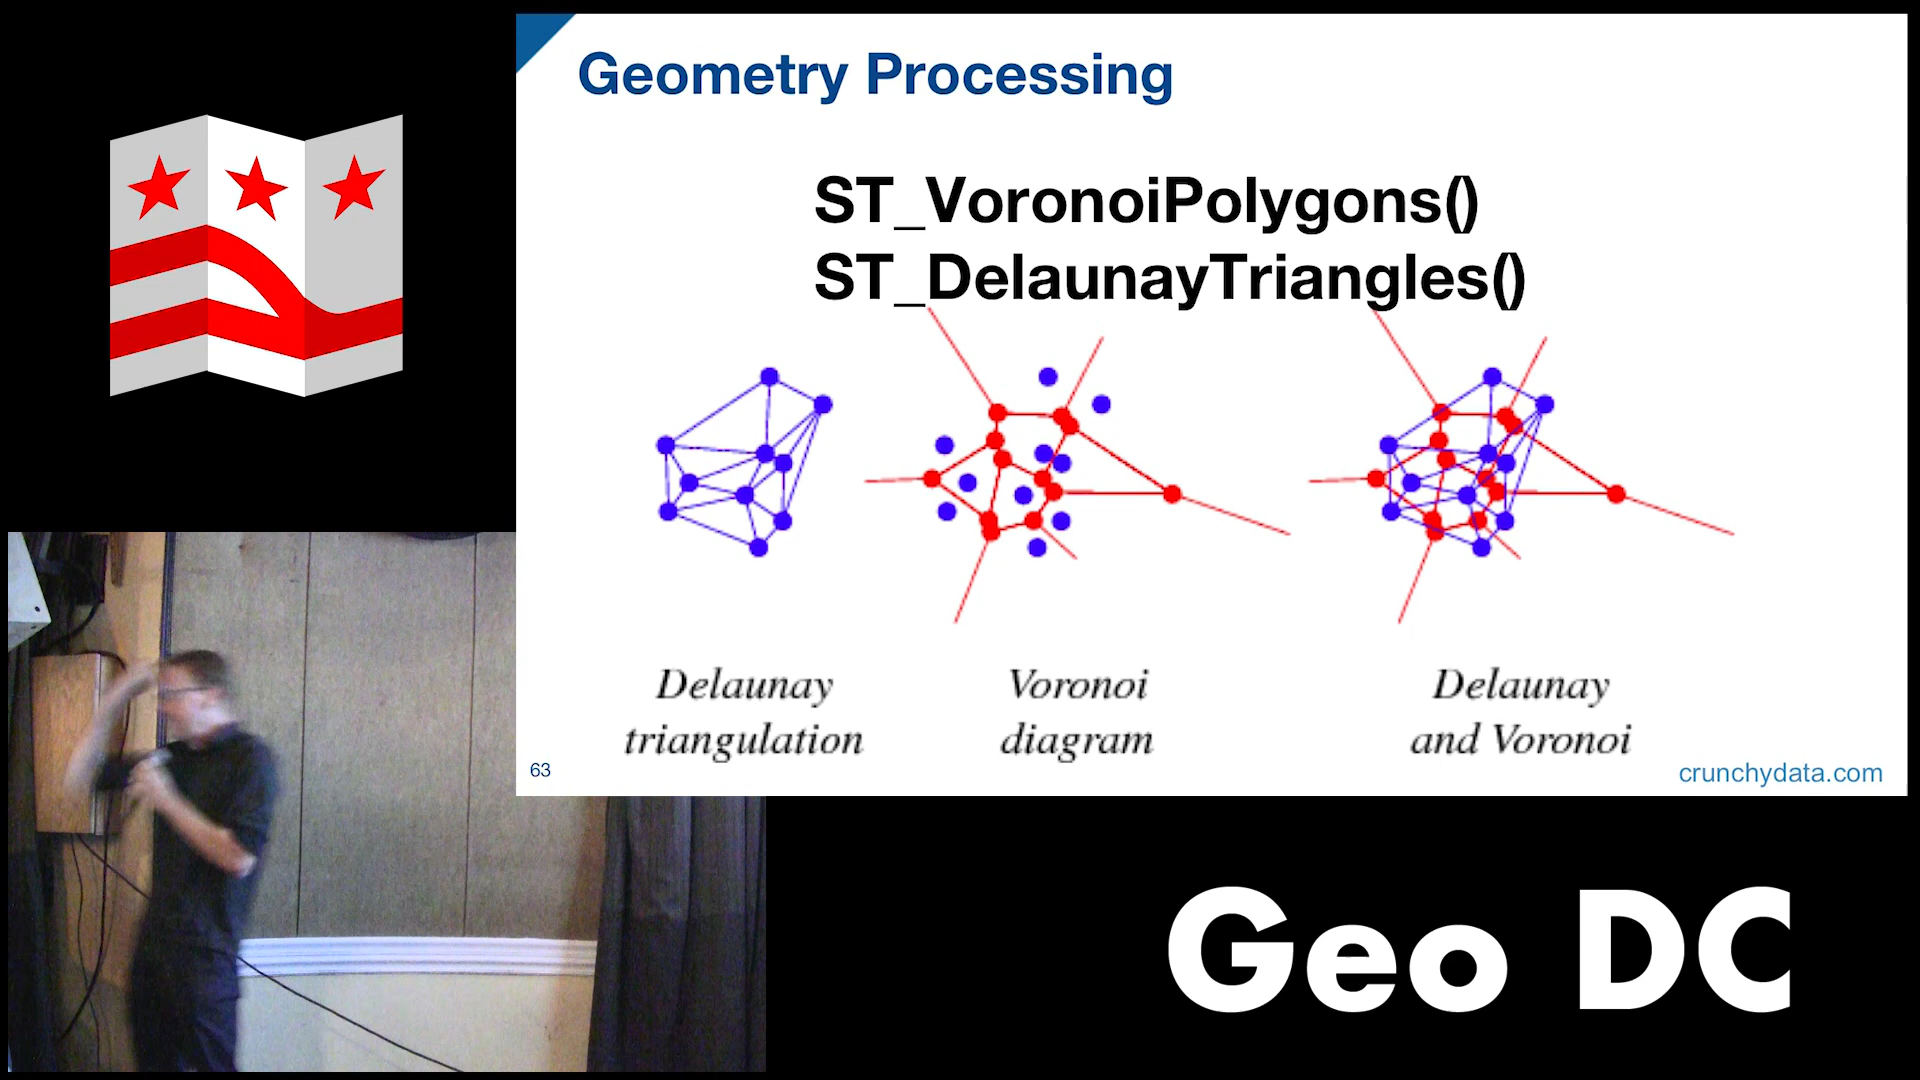 Geometry Processing
ST_VoronoiPolygons()
ST_DelaunayTriangles()
Delaunay
triangulation
Voronoi
diagram
Delaunay
and Voronoi
63
crunchydata.com
Geo DC